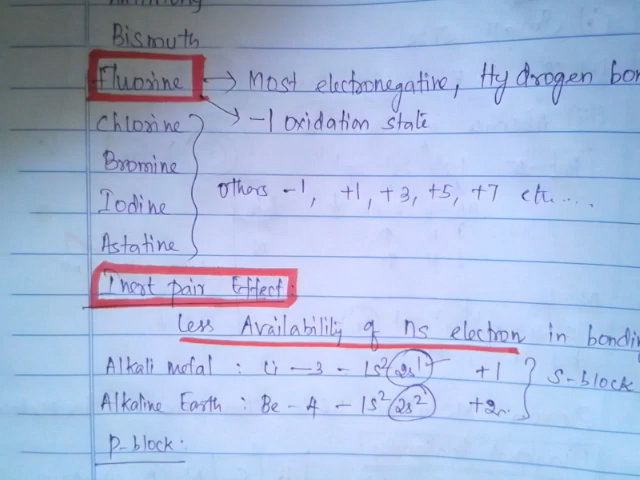 Bismuth
Fluorine → Most electronegative, Hydrogen bon
→ -1 oxidation state
Chlorine
Bromine
Others -1, +1, +3, +5, +7 etc....
Iodine
Astatine
Inert pair Effect:
Less Availability of ns electron in bondin
Alkali metal : Li - 3 - 1s² 2s¹ +1
S-block
Alkaline Earth : Be - 4 - 1s² 2s² +2
p-block: